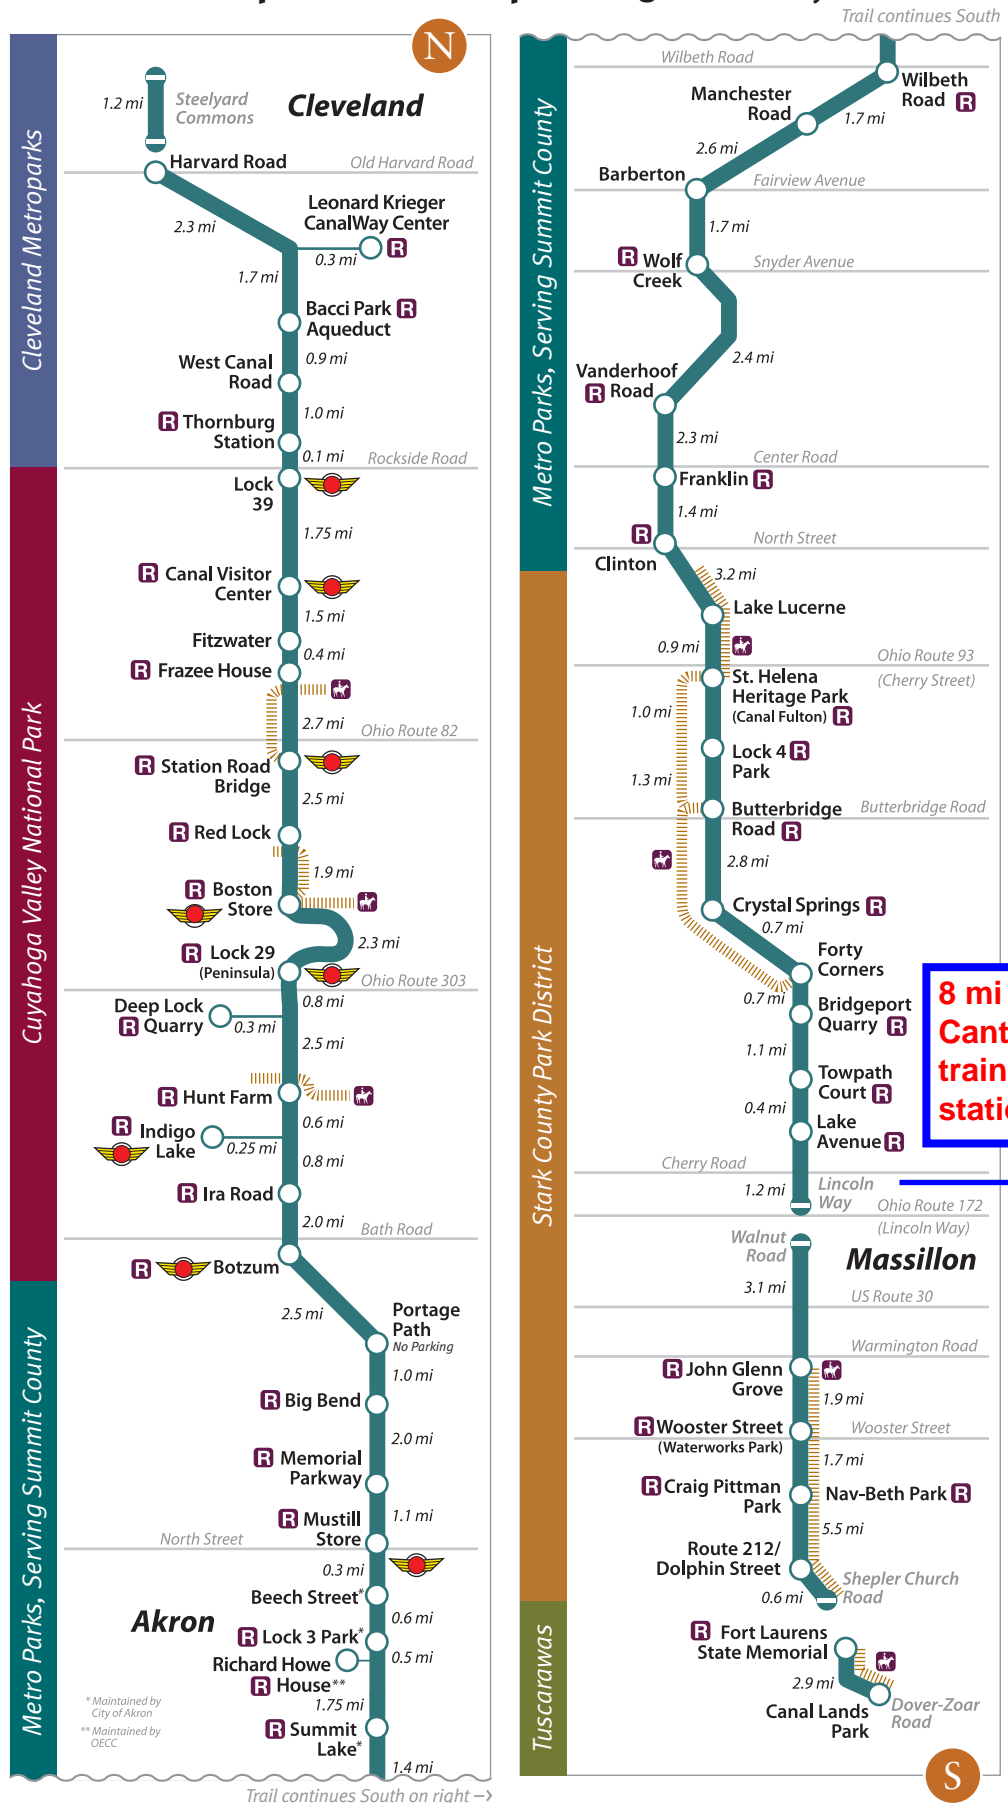 Trail continues South
N
Cleveland Metroparks
1.2 mi
Steelyard
Commons
Cleveland
Harvard Road
Old Harvard Road
2.3 mi
Leonard Krieger
CanalWay Center
R
0.3 mi
1.7 mi
Bacci Park R
Aqueduct
0.9 mi
West Canal
Road
1.0 mi
R Thornburg
Station
0.1 mi
Rockside Road
Cuyahoga Valley National Park
Lock
39
1.75 mi
R Canal Visitor
Center
1.5 mi
Fitzwater
0.4 mi
R Frazee House
2.7 mi
Ohio Route 82
R Station Road
Bridge
2.5 mi
R Red Lock
1.9 mi
R Boston
Store
2.3 mi
R Lock 29
(Peninsula)
Ohio Route 303
0.8 mi
Deep Lock
R Quarry
0.3 mi
2.5 mi
R Hunt Farm
0.6 mi
R Indigo
Lake
0.25 mi
0.8 mi
R Ira Road
2.0 mi
Bath Road
R Botzum
Metro Parks, Serving Summit County
2.5 mi
Portage
Path
No Parking
1.0 mi
R Big Bend
2.0 mi
R Memorial
Parkway
1.1 mi
R Mustill
Store
North Street
0.3 mi
Beech Street*
0.6 mi
Akron
R Lock 3 Park*
0.5 mi
Richard Howe
R House**
1.75 mi
* Maintained by
City of Akron
** Maintained by
OECC
R Summit
Lake*
1.4 mi
Trail continues South on right –>
Metro Parks, Serving Summit County
Wilbeth Road
Wilbeth
Road R
1.7 mi
Manchester
Road
2.6 mi
Barberton
Fairview Avenue
1.7 mi
R Wolf
Creek
Snyder Avenue
2.4 mi
Vanderhoof
R Road
2.3 mi
Center Road
Franklin R
1.4 mi
North Street
R
Clinton
Stark County Park District
3.2 mi
Lake Lucerne
0.9 mi
Ohio Route 93
(Cherry Street)
St. Helena
Heritage Park
(Canal Fulton) R
1.0 mi
Lock 4 R
Park
1.3 mi
Butterbridge
Road R
Butterbridge Road
2.8 mi
Crystal Springs R
0.7 mi
Forty
Corners
0.7 mi
Bridgeport
Quarry R
8 mi
train
1.1 mi
Towpath
Court R
0.4 mi
Lake
Avenue R
Cherry Road
1.2 mi
Lincoln
Way
Ohio Route 172
(Lincoln Way)
Walnut
Road
Massillon
3.1 mi
US Route 30
Warmington Road
R John Glenn
Grove
1.9 mi
R Wooster Street
(Waterworks Park)
Wooster Street
1.7 mi
R Craig Pittman
Park
Nav-Beth Park R
5.5 mi
Route 212/
Dolphin Street
0.6 mi
Shepler Church
Road
Tuscarawas
R Fort Laurens
State Memorial
2.9 mi
Canal Lands
Park
Dover-Zoar
Road
S